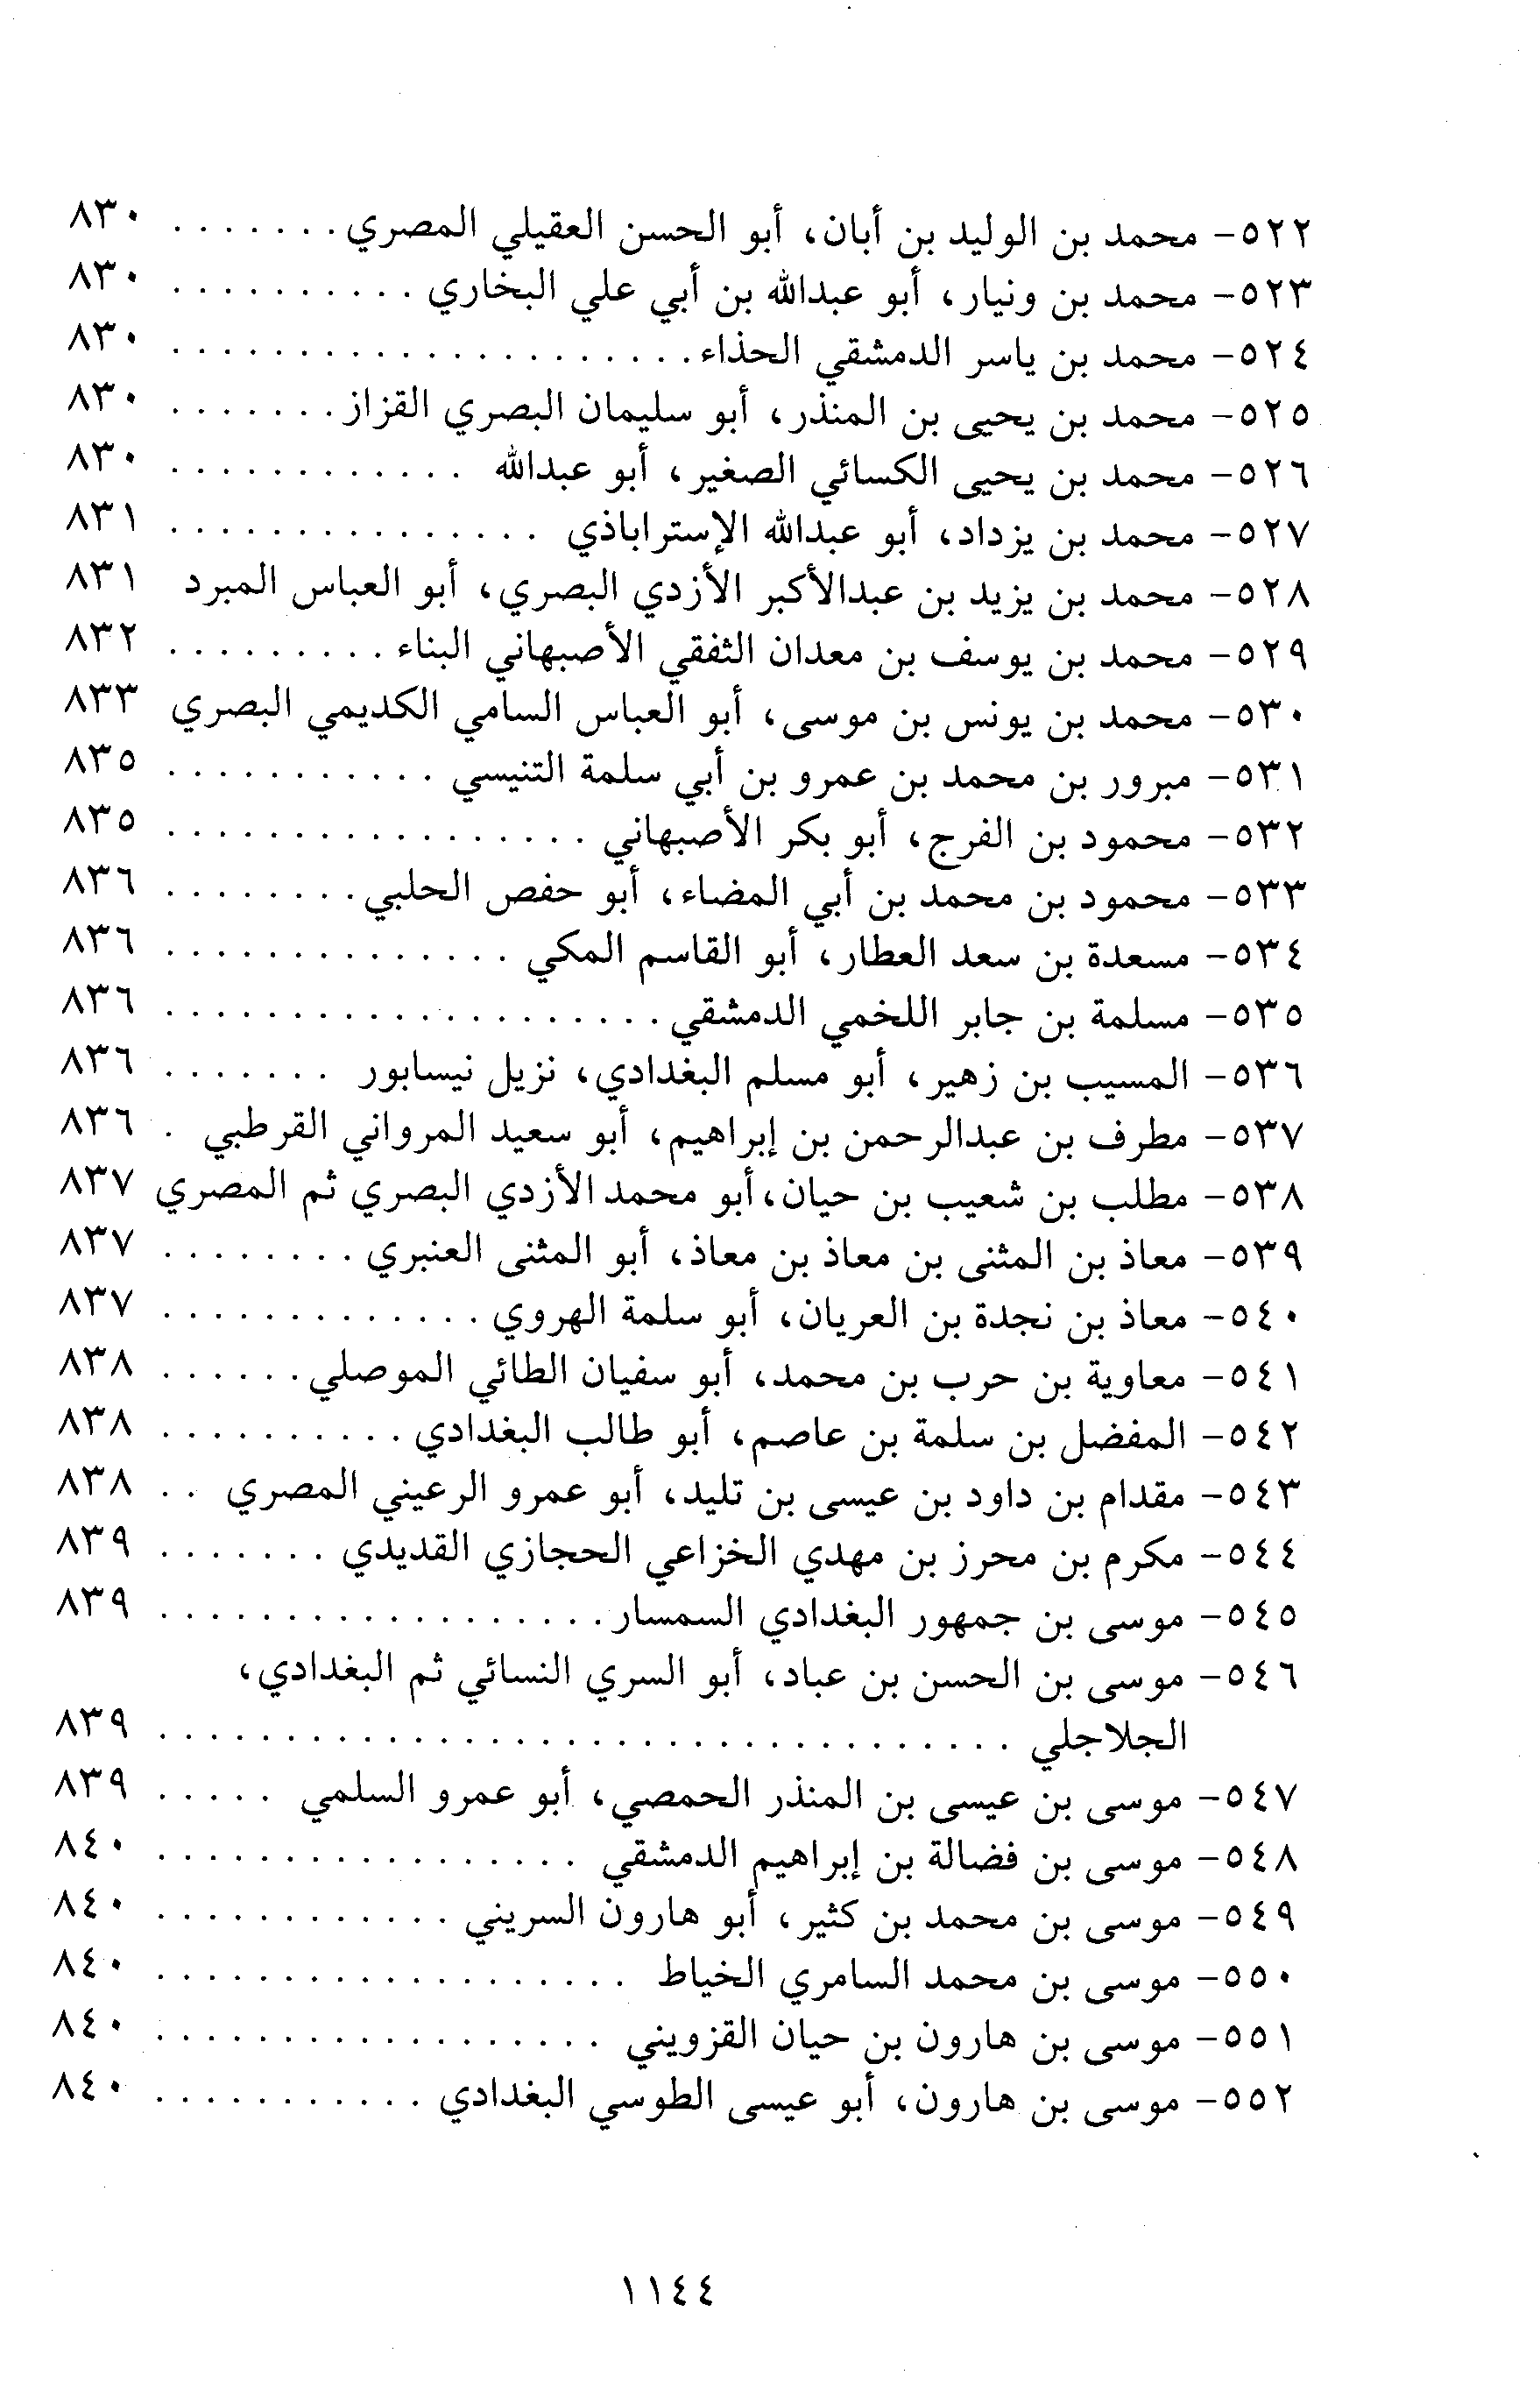 ٥٢٢- محمد بن الوليد بن أبان، أبو الحسن العقيلي المصري . . . . . . . ٨٣٠
٥٢٣- محمد بن ونيار، أبو عبدالله بن أبي علي البخاري . . . . . . . . . . ٨٣٠
٥٢٤- محمد بن ياسر الدمشقي الحذاء . . . . . . . . . . . . . . . . . . . . . ٨٣٠
٥٢٥- محمد بن يحيى بن المنذر، أبو سليمان البصري القزاز . . . . . . . ٨٣٠
٥٢٦- محمد بن يحيى الكسائي الصغير، أبو عبدالله . . . . . . . . . . . . ٨٣٠
٥٢٧- محمد بن يزداد، أبو عبدالله الإستراباذي . . . . . . . . . . . . . . . ٨٣١
٥٢٨- محمد بن يزيد بن عبدالأكبر الأزدي البصري، أبو العباس المبرد ٨٣١
٥٢٩- محمد بن يوسف بن معدان الثفقي الأصبهاني البناء . . . . . . . . . ٨٣٢
٥٣٠- محمد بن يونس بن موسى، أبو العباس السامي الكديمي البصري ٨٣٣
٥٣١- مبرور بن محمد بن عمرو بن أبي سلمة التنيسي . . . . . . . . . . . ٨٣٥
٥٣٢- محمود بن الفرج، أبو بكر الأصبهاني . . . . . . . . . . . . . . . . . ٨٣٥
٥٣٣- محمود بن محمد بن أبي المضاء، أبو حفص الحلبي . . . . . . . . ٨٣٦
٥٣٤- مسعدة بن سعد العطار، أبو القاسم المكي . . . . . . . . . . . . . . ٨٣٦
٥٣٥- مسلمة بن جابر اللخمي الدمشقي . . . . . . . . . . . . . . . . . . . . ٨٣٦
٥٣٦- المسيب بن زهير، أبو مسلم البغدادي، نزيل نيسابور . . . . . . . ٨٣٦
٥٣٧- مطرف بن عبدالرحمن بن إبراهيم، أبو سعيد المرواني القرطبي . ٨٣٦
٥٣٨- مطلب بن شعيب بن حيان، أبو محمد الأزدي البصري ثم المصري ٨٣٧
٥٣٩- معاذ بن المثنى بن معاذ بن معاذ، أبو المثنى العنبري . . . . . . . . ٨٣٧
٥٤٠- معاذ بن نجدة بن العريان، أبو سلمة الهروي . . . . . . . . . . . . . ٨٣٧
٥٤١- معاوية بن حرب بن محمد، أبو سفيان الطائي الموصلي . . . . . . ٨٣٨
٥٤٢- المفضل بن سلمة بن عاصم، أبو طالب البغدادي . . . . . . . . . . ٨٣٨
٥٤٣- مقدام بن داود بن عيسى بن تليد، أبو عمرو الرعيني المصري . . ٨٣٨
٥٤٤- مكرم بن محرز بن مهدي الخزاعي الحجازي القديدي . . . . . . . ٨٣٩
٥٤٥- موسى بن جمهور البغدادي السمسار . . . . . . . . . . . . . . . . . . ٨٣٩
٥٤٦- موسى بن الحسن بن عباد، أبو السري النسائي ثم البغدادي،
الجلاجلي . . . . . . . . . . . . . . . . . . . . . . . . . . . . . . . . . . ٨٣٩
٥٤٧- موسى بن عيسى بن المنذر الحمصي، أبو عمرو السلمي . . . . . ٨٣٩
٥٤٨- موسى بن فضالة بن إبراهيم الدمشقي . . . . . . . . . . . . . . . . . ٨٤٠
٥٤٩- موسى بن محمد بن كثير، أبو هارون السريني . . . . . . . . . . . . ٨٤٠
٥٥٠- موسى بن محمد السامري الخياط . . . . . . . . . . . . . . . . . . . ٨٤٠
٥٥١- موسى بن هارون بن حيان القزويني . . . . . . . . . . . . . . . . . . ٨٤٠
٥٥٢- موسى بن هارون، أبو عيسى الطوسي البغدادي . . . . . . . . . . . ٨٤٠
١١٤٤